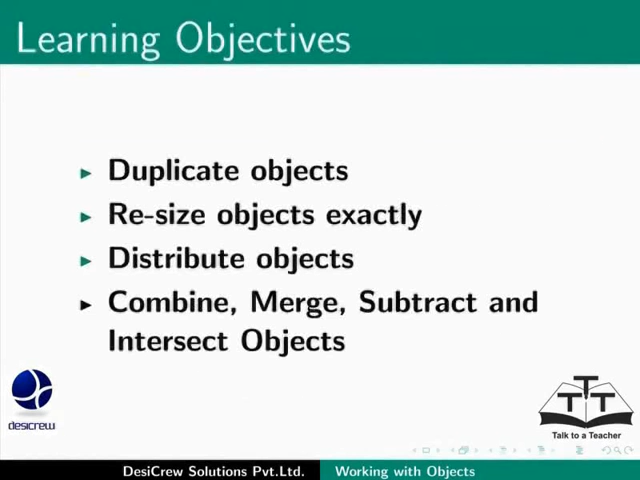 Learning Objectives
Duplicate objects
Re-size objects exactly
Distribute objects
Combine, Merge, Subtract and
Intersect Objects
desicrew
T T T
Talk to a Teacher
DesiCrew Solutions Pvt.Ltd.
Working with Objects